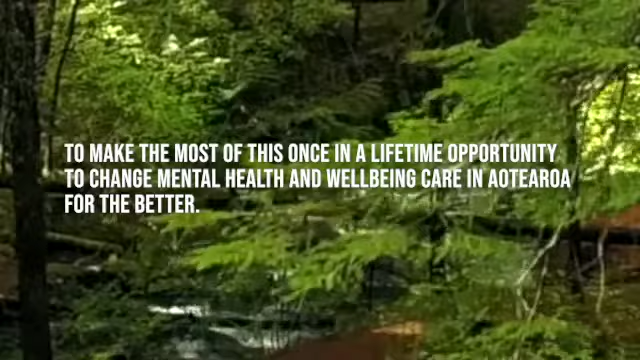 TO MAKE THE MOST OF THIS ONCE IN A LIFETIME OPPORTUNITY
TO CHANGE MENTAL HEALTH AND WELLBEING CARE IN AOTEAROA
FOR THE BETTER.